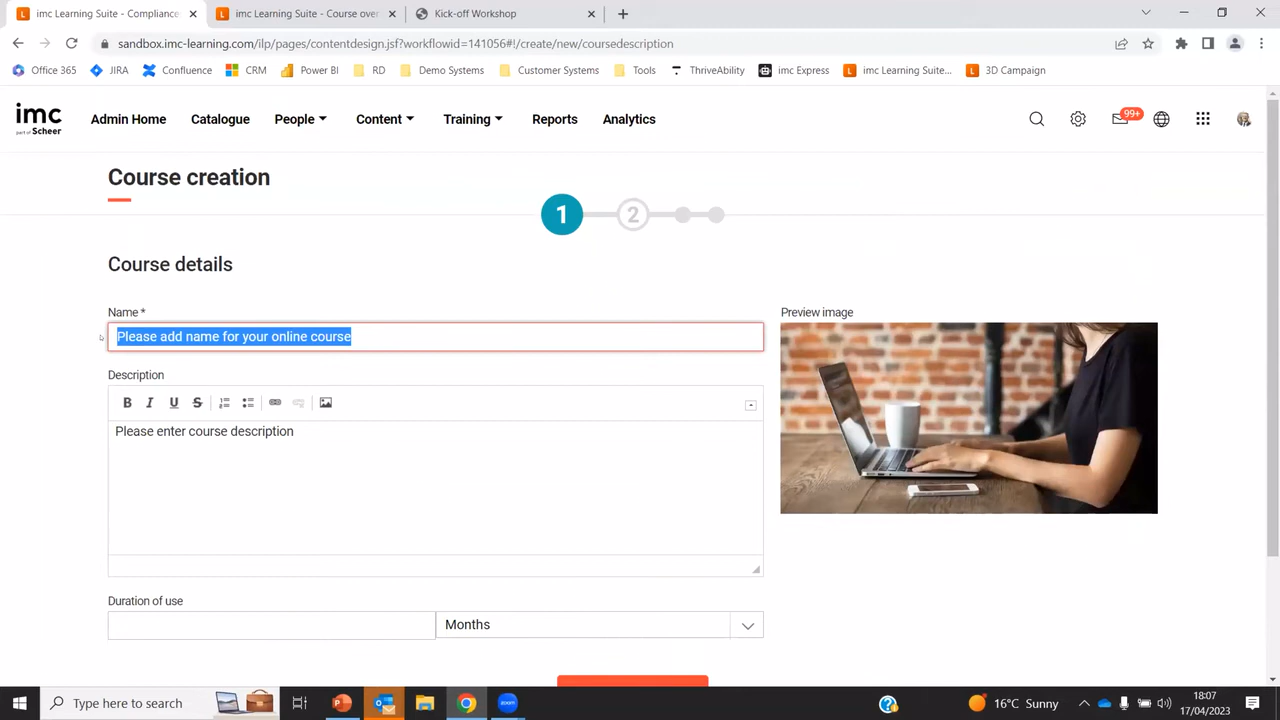 imc Learning Suite - Compliance
imc Learning Suite - Course over
Kick-off Workshop
sandbox.imc-learning.com/ilp/pages/contentdesign.jsf?workflowid=141056#!/create/new/coursedescription
Office 365
JIRA
Confluence
CRM
Power BI
RD
Demo Systems
Customer Systems
Tools
ThriveAbility
imc Express
imc Learning Suite...
3D Campaign
imc
part of Scheer
Admin Home
Catalogue
People
Content
Training
Reports
Analytics
99+
Course creation
1
2
Course details
Name *
Preview image
Please add name for your online course
Description
B I U S
Please enter course description
Duration of use
Months
Type here to search
zoom
16°C Sunny
18:07
17/04/2023